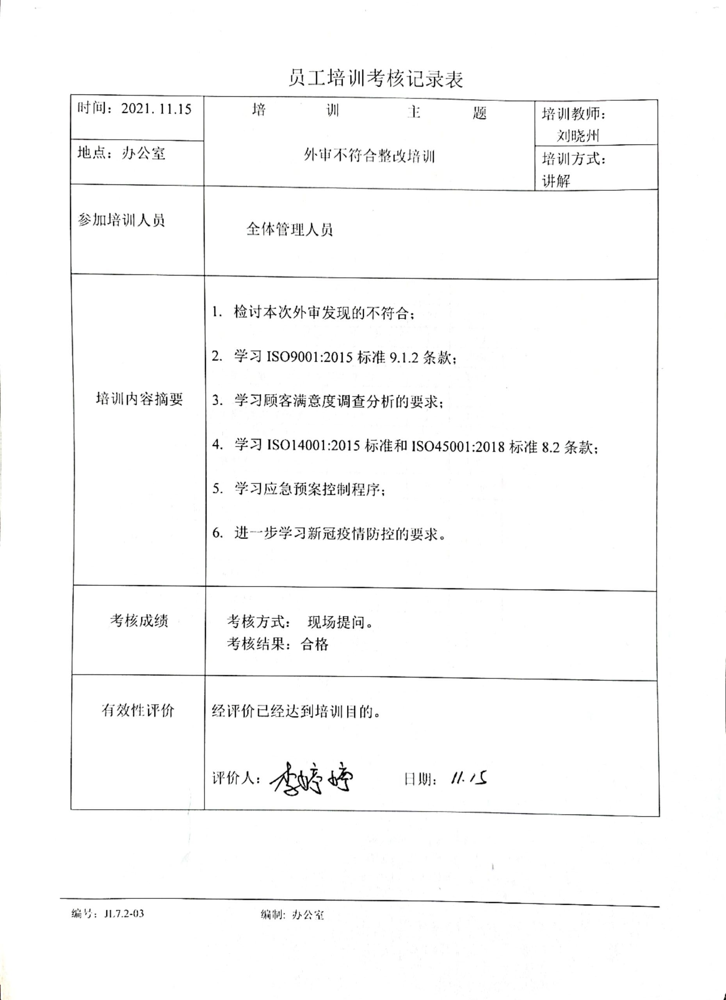 员工培训考核记录表
时间：2021.11.15
培 训 主 题
培训教师：
刘晓州
地点：办公室
外审不符合整改培训
培训方式：
讲解
参加培训人员
全体管理人员
培训内容摘要
1. 检讨本次外审发现的不符合；
2. 学习 ISO9001:2015 标准 9.1.2 条款；
3. 学习顾客满意度调查分析的要求；
4. 学习 ISO14001:2015 标准和 ISO45001:2018 标准 8.2 条款；
5. 学习应急预案控制程序；
6. 进一步学习新冠疫情防控的要求。
考核成绩
考核方式： 现场提问。
考核结果：合格
有效性评价
经评价已经达到培训目的。
评价人：李婷婷 日期：11.15
编号：JL7.2-03 编制：办公室